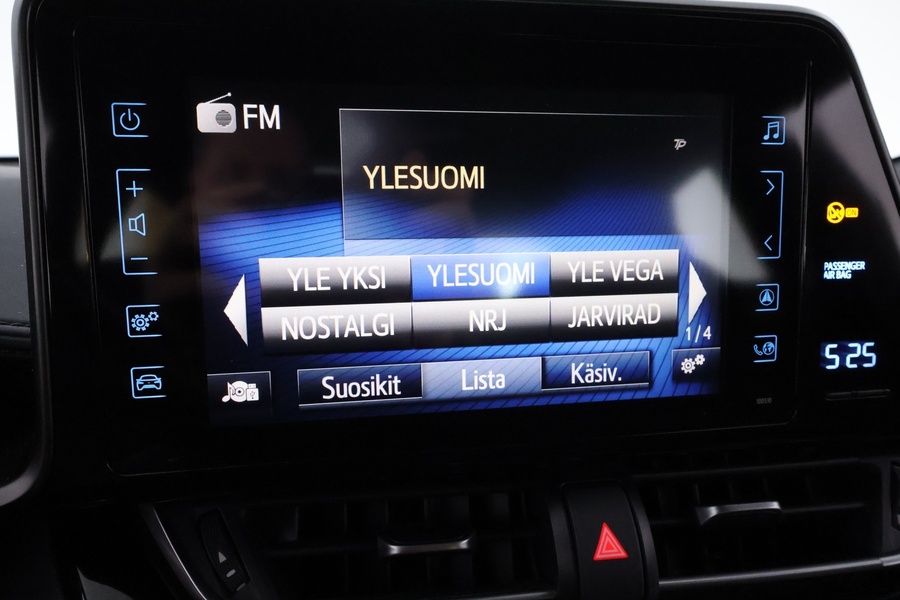 FM
TP
YLESUOMI
YLE YKSI YLESUOMI YLE VEGA
NOSTALGI NRJ JARVIRAD
1/4
Suosikit Lista Käsiv.
ON
PASSENGER
AIR BAG
5:25